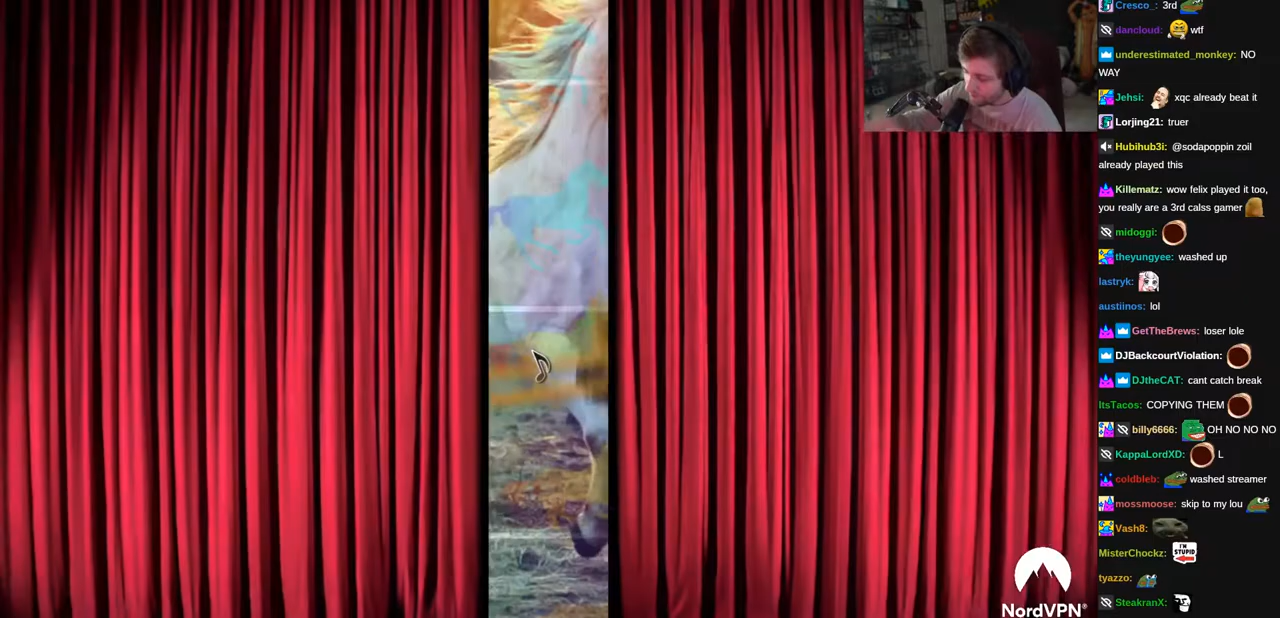 Cresco_: 3rd
dancloud: wtf
underestimated_monkey: NO
WAY
Jehsi: xqc already beat it
Lorjing21: truer
Hubihub3i: @sodapoppin zoil
already played this
Killematz: wow felix played it too,
you really are a 3rd calss gamer
midoggi:
theyungyee: washed up
lastryk:
austiinos: lol
GetTheBrews: loser lole
DJBackcourtViolation:
DJtheCAT: cant catch break
ItsTacos: COPYING THEM
billy6666: OH NO NO NO
KappaLordXD: L
coldbleb: washed streamer
mossmoose: skip to my lou
Vash8:
MisterChockz: I'M STUPID
tyazzo:
SteakranX:
NordVPN®